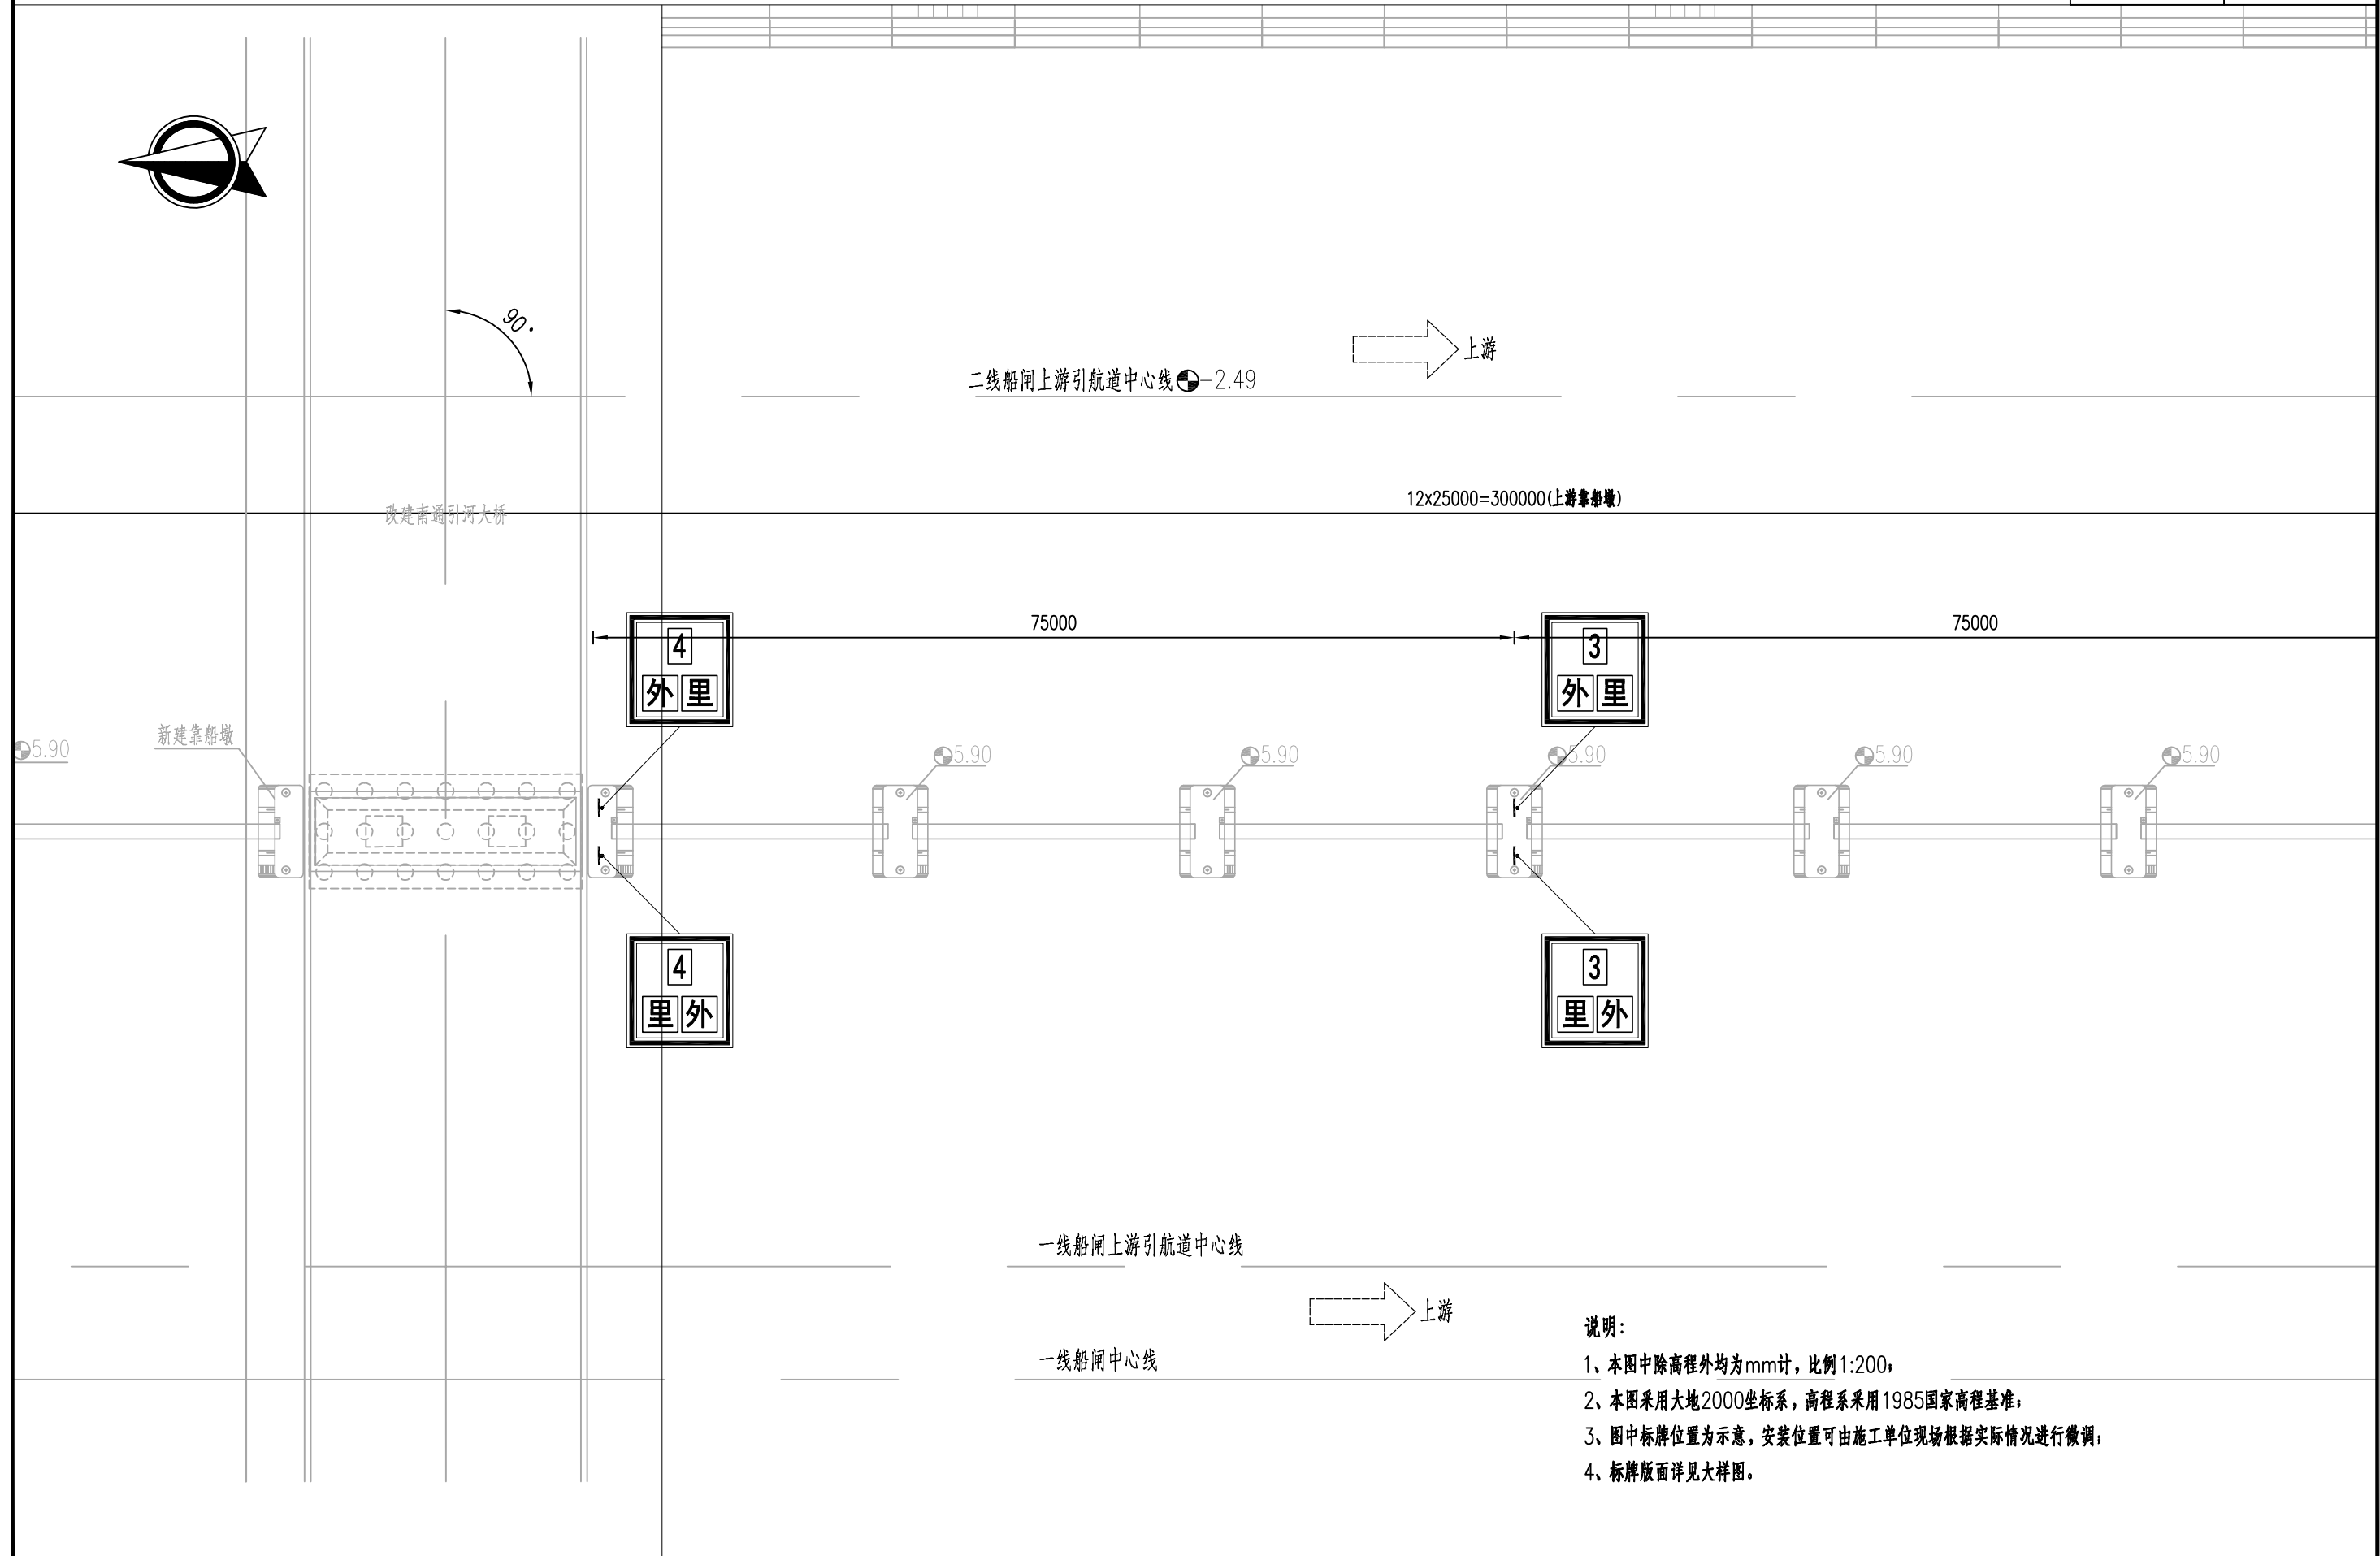 90°
上游
二线船闸上游引航道中心线 -2.49
12x25000=300000(上游靠船墩)
改建南通引河大桥
75000
75000
4
外里
3
外里
新建靠船墩
5.90
5.90
5.90
5.90
5.90
5.90
4
里外
3
里外
一线船闸上游引航道中心线
上游
一线船闸中心线
说明：
1、本图中除高程外均为mm计，比例1:200；
2、本图采用大地2000坐标系，高程系采用1985国家高程基准；
3、图中标牌位置为示意，安装位置可由施工单位现场根据实际情况进行微调；
4、标牌版面详见大样图。